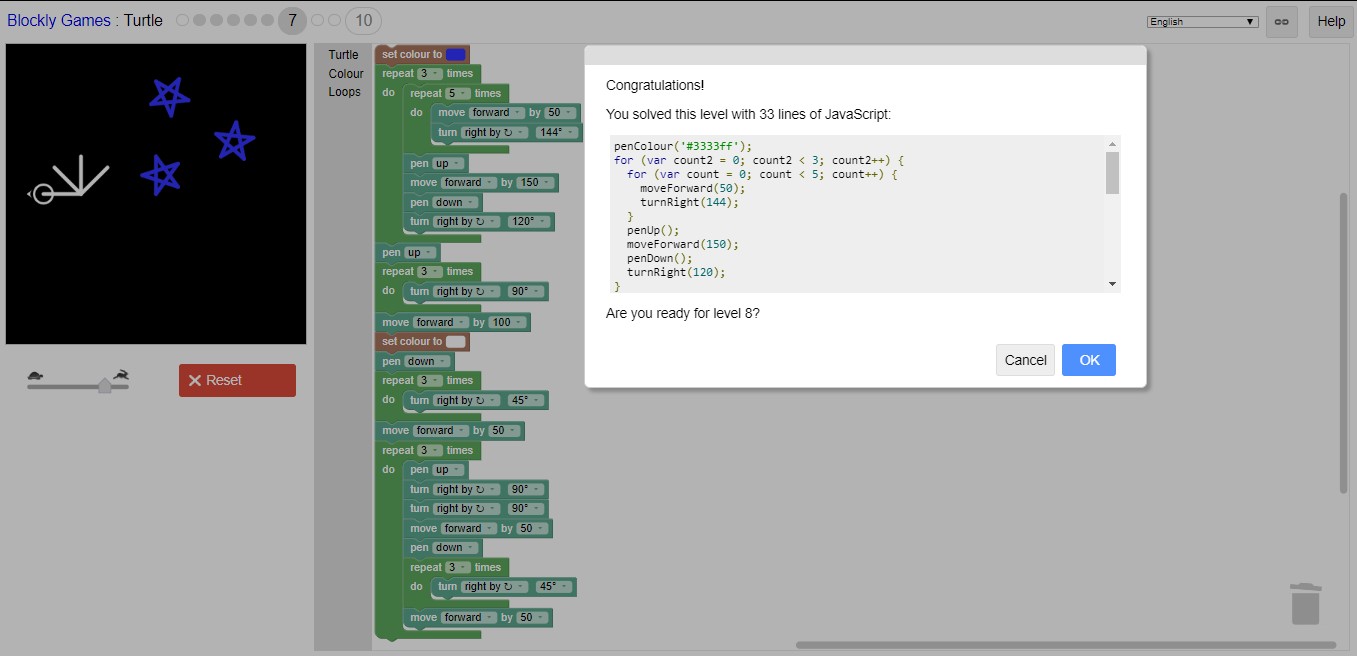 Blockly Games : Turtle 7 10
English
Help
Turtle
Colour
Loops
set colour to
repeat 3 times
do repeat 5 times
do move forward by 50
turn right by ↻ 144°
pen up
move forward by 150
pen down
turn right by ↻ 120°
pen up
repeat 3 times
do turn right by ↻ 90°
move forward by 100
set colour to
pen down
repeat 3 times
do turn right by ↻ 45°
move forward by 50
repeat 3 times
do pen up
turn right by ↻ 90°
turn right by ↻ 90°
move forward by 50
pen down
repeat 3 times
do turn right by ↻ 45°
move forward by 50
Reset
Congratulations!
You solved this level with 33 lines of JavaScript:
penColour('#3333ff');
for (var count2 = 0; count2 < 3; count2++) {
for (var count = 0; count < 5; count++) {
moveForward(50);
turnRight(144);
}
penUp();
moveForward(150);
penDown();
turnRight(120);
}
Are you ready for level 8?
Cancel
OK